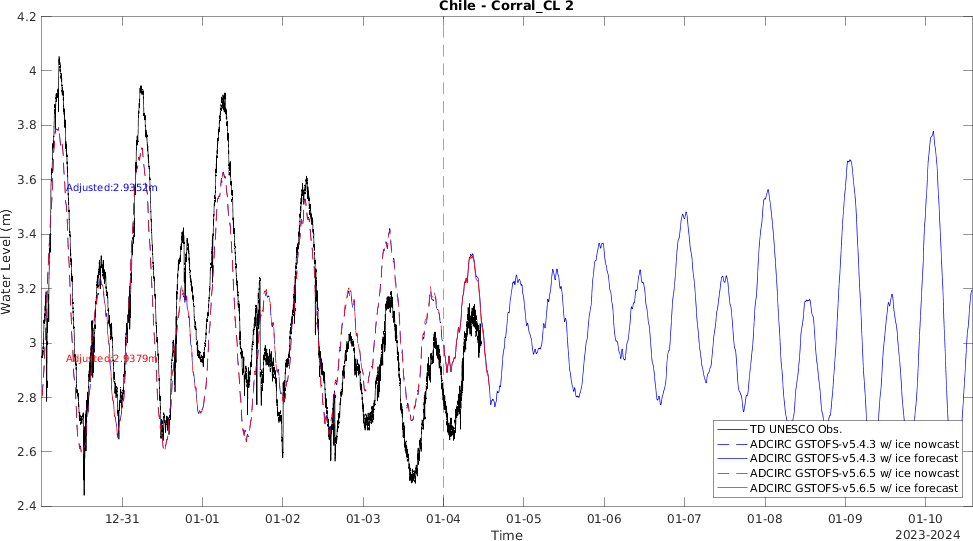 Chile - Corral_CL 2
4.2
4
3.8
3.6
3.4
3.2
3
2.8
2.6
2.4
Water Level (m)
Adjusted:2.9352m
Adjusted:2.9379m
TD UNESCO Obs.
ADCIRC GSTOFS-v5.4.3 w/ ice nowcast
ADCIRC GSTOFS-v5.4.3 w/ ice forecast
ADCIRC GSTOFS-v5.6.5 w/ ice nowcast
ADCIRC GSTOFS-v5.6.5 w/ ice forecast
12-31 01-01 01-02 01-03 01-04 01-05 01-06 01-07 01-08 01-09 01-10
Time
2023-2024